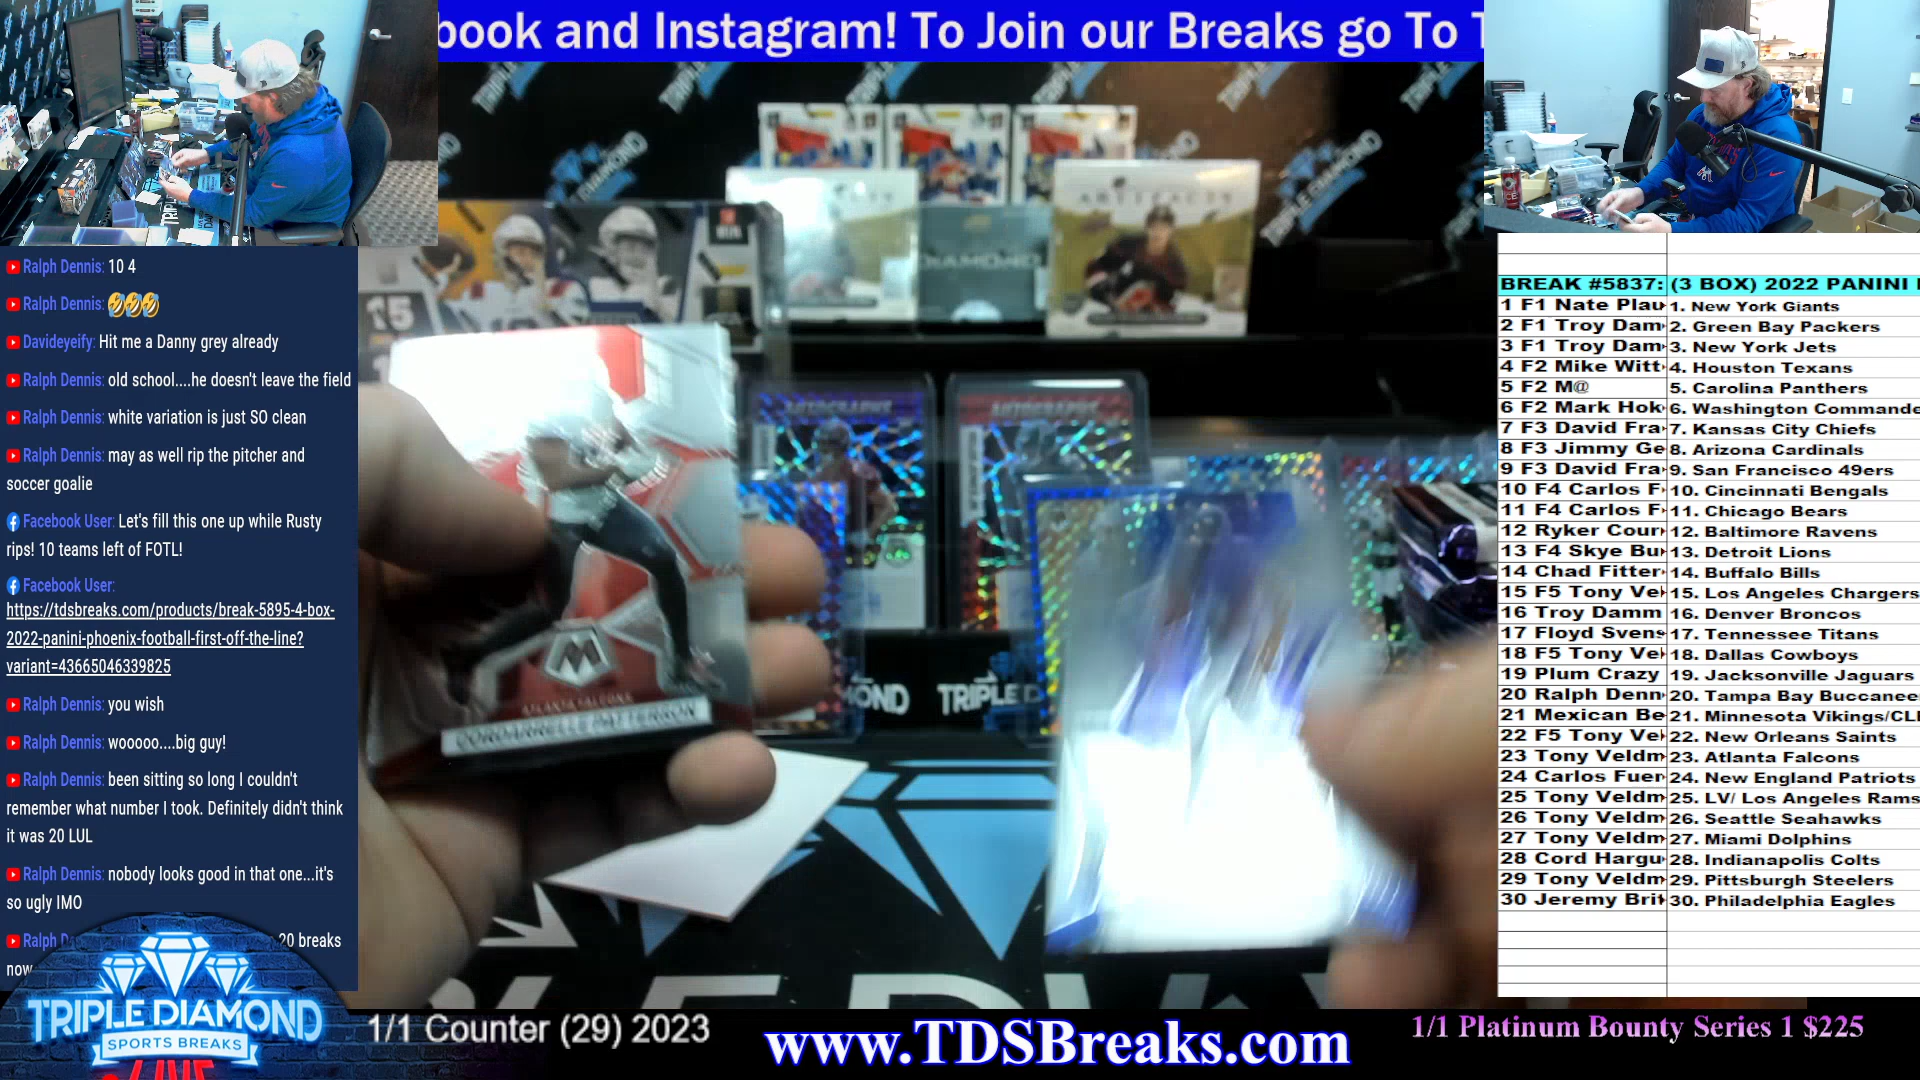 book and Instagram! To Join our Breaks go To T
Ralph Dennis: 10 4
Ralph Dennis: 🤣🤣🤣
Davideyeify: Hit me a Danny grey already
Ralph Dennis: old school....he doesn't leave the field
Ralph Dennis: white variation is just SO clean
Ralph Dennis: may as well rip the pitcher and
soccer goalie
Facebook User: Let's fill this one up while Rusty
rips! 10 teams left of FOTL!
Facebook User:
https://tdsbreaks.com/products/break-5895-4-box-
2022-panini-phoenix-football-first-off-the-line?
variant=43665046339825
Ralph Dennis: you wish
Ralph Dennis: wooooo....big guy!
Ralph Dennis: been sitting so long I couldn't
remember what number I took. Definitely didn't think
it was 20 LUL
Ralph Dennis: nobody looks good in that one...it's
so ugly IMO
Ralph D 20 breaks
now
TRIPLE DIAMOND
SPORTS BREAKS
LIVE
ARTIFACTS
DIAMOND
15
AUTOGRAPHS
AUTOGRAPHS
ATLANTA FALCONS
CORDARRELLE PATTERSON
MOND
TRIPLE D
BREAK #5837: (3 BOX) 2022 PANINI
1 F1 Nate Plau 1. New York Giants
2 F1 Troy Dam 2. Green Bay Packers
3 F1 Troy Dam 3. New York Jets
4 F2 Mike Witt 4. Houston Texans
5 F2 M@ 5. Carolina Panthers
6 F2 Mark Hok 6. Washington Commande
7 F3 David Fra 7. Kansas City Chiefs
8 F3 Jimmy Ge 8. Arizona Cardinals
9 F3 David Fra 9. San Francisco 49ers
10 F4 Carlos F 10. Cincinnati Bengals
11 F4 Carlos F 11. Chicago Bears
12 Ryker Cour 12. Baltimore Ravens
13 F4 Skye Bu 13. Detroit Lions
14 Chad Fitter 14. Buffalo Bills
15 F5 Tony Vel 15. Los Angeles Chargers
16 Troy Damm 16. Denver Broncos
17 Floyd Svens 17. Tennessee Titans
18 F5 Tony Vel 18. Dallas Cowboys
19 Plum Crazy 19. Jacksonville Jaguars
20 Ralph Denn 20. Tampa Bay Buccanee
21 Mexican Be 21. Minnesota Vikings/CLE
22 F5 Tony Vel 22. New Orleans Saints
23 Tony Veldm 23. Atlanta Falcons
24 Carlos Fuer 24. New England Patriots
25 Tony Veldm 25. LV/ Los Angeles Rams
26 Tony Veldm 26. Seattle Seahawks
27 Tony Veldm 27. Miami Dolphins
28 Cord Hargu 28. Indianapolis Colts
29 Tony Veldm 29. Pittsburgh Steelers
30 Jeremy Brit 30. Philadelphia Eagles
1/1 Counter (29) 2023
www.TDSBreaks.com
1/1 Platinum Bounty Series 1 $225